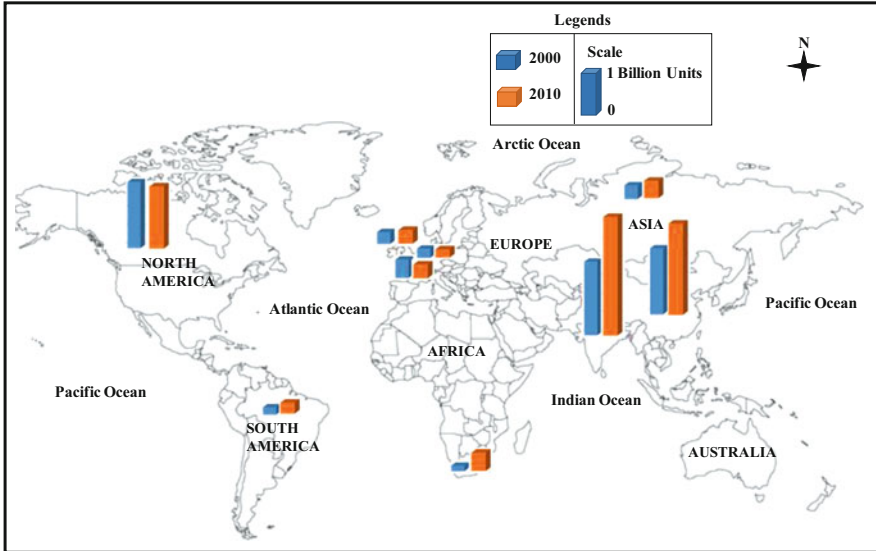 Legends
2000
2010
Scale
1 Billion Units
0
N
Arctic Ocean
ASIA
EUROPE
NORTH
AMERICA
Atlantic Ocean
Pacific Ocean
AFRICA
Pacific Ocean
Indian Ocean
SOUTH
AMERICA
AUSTRALIA